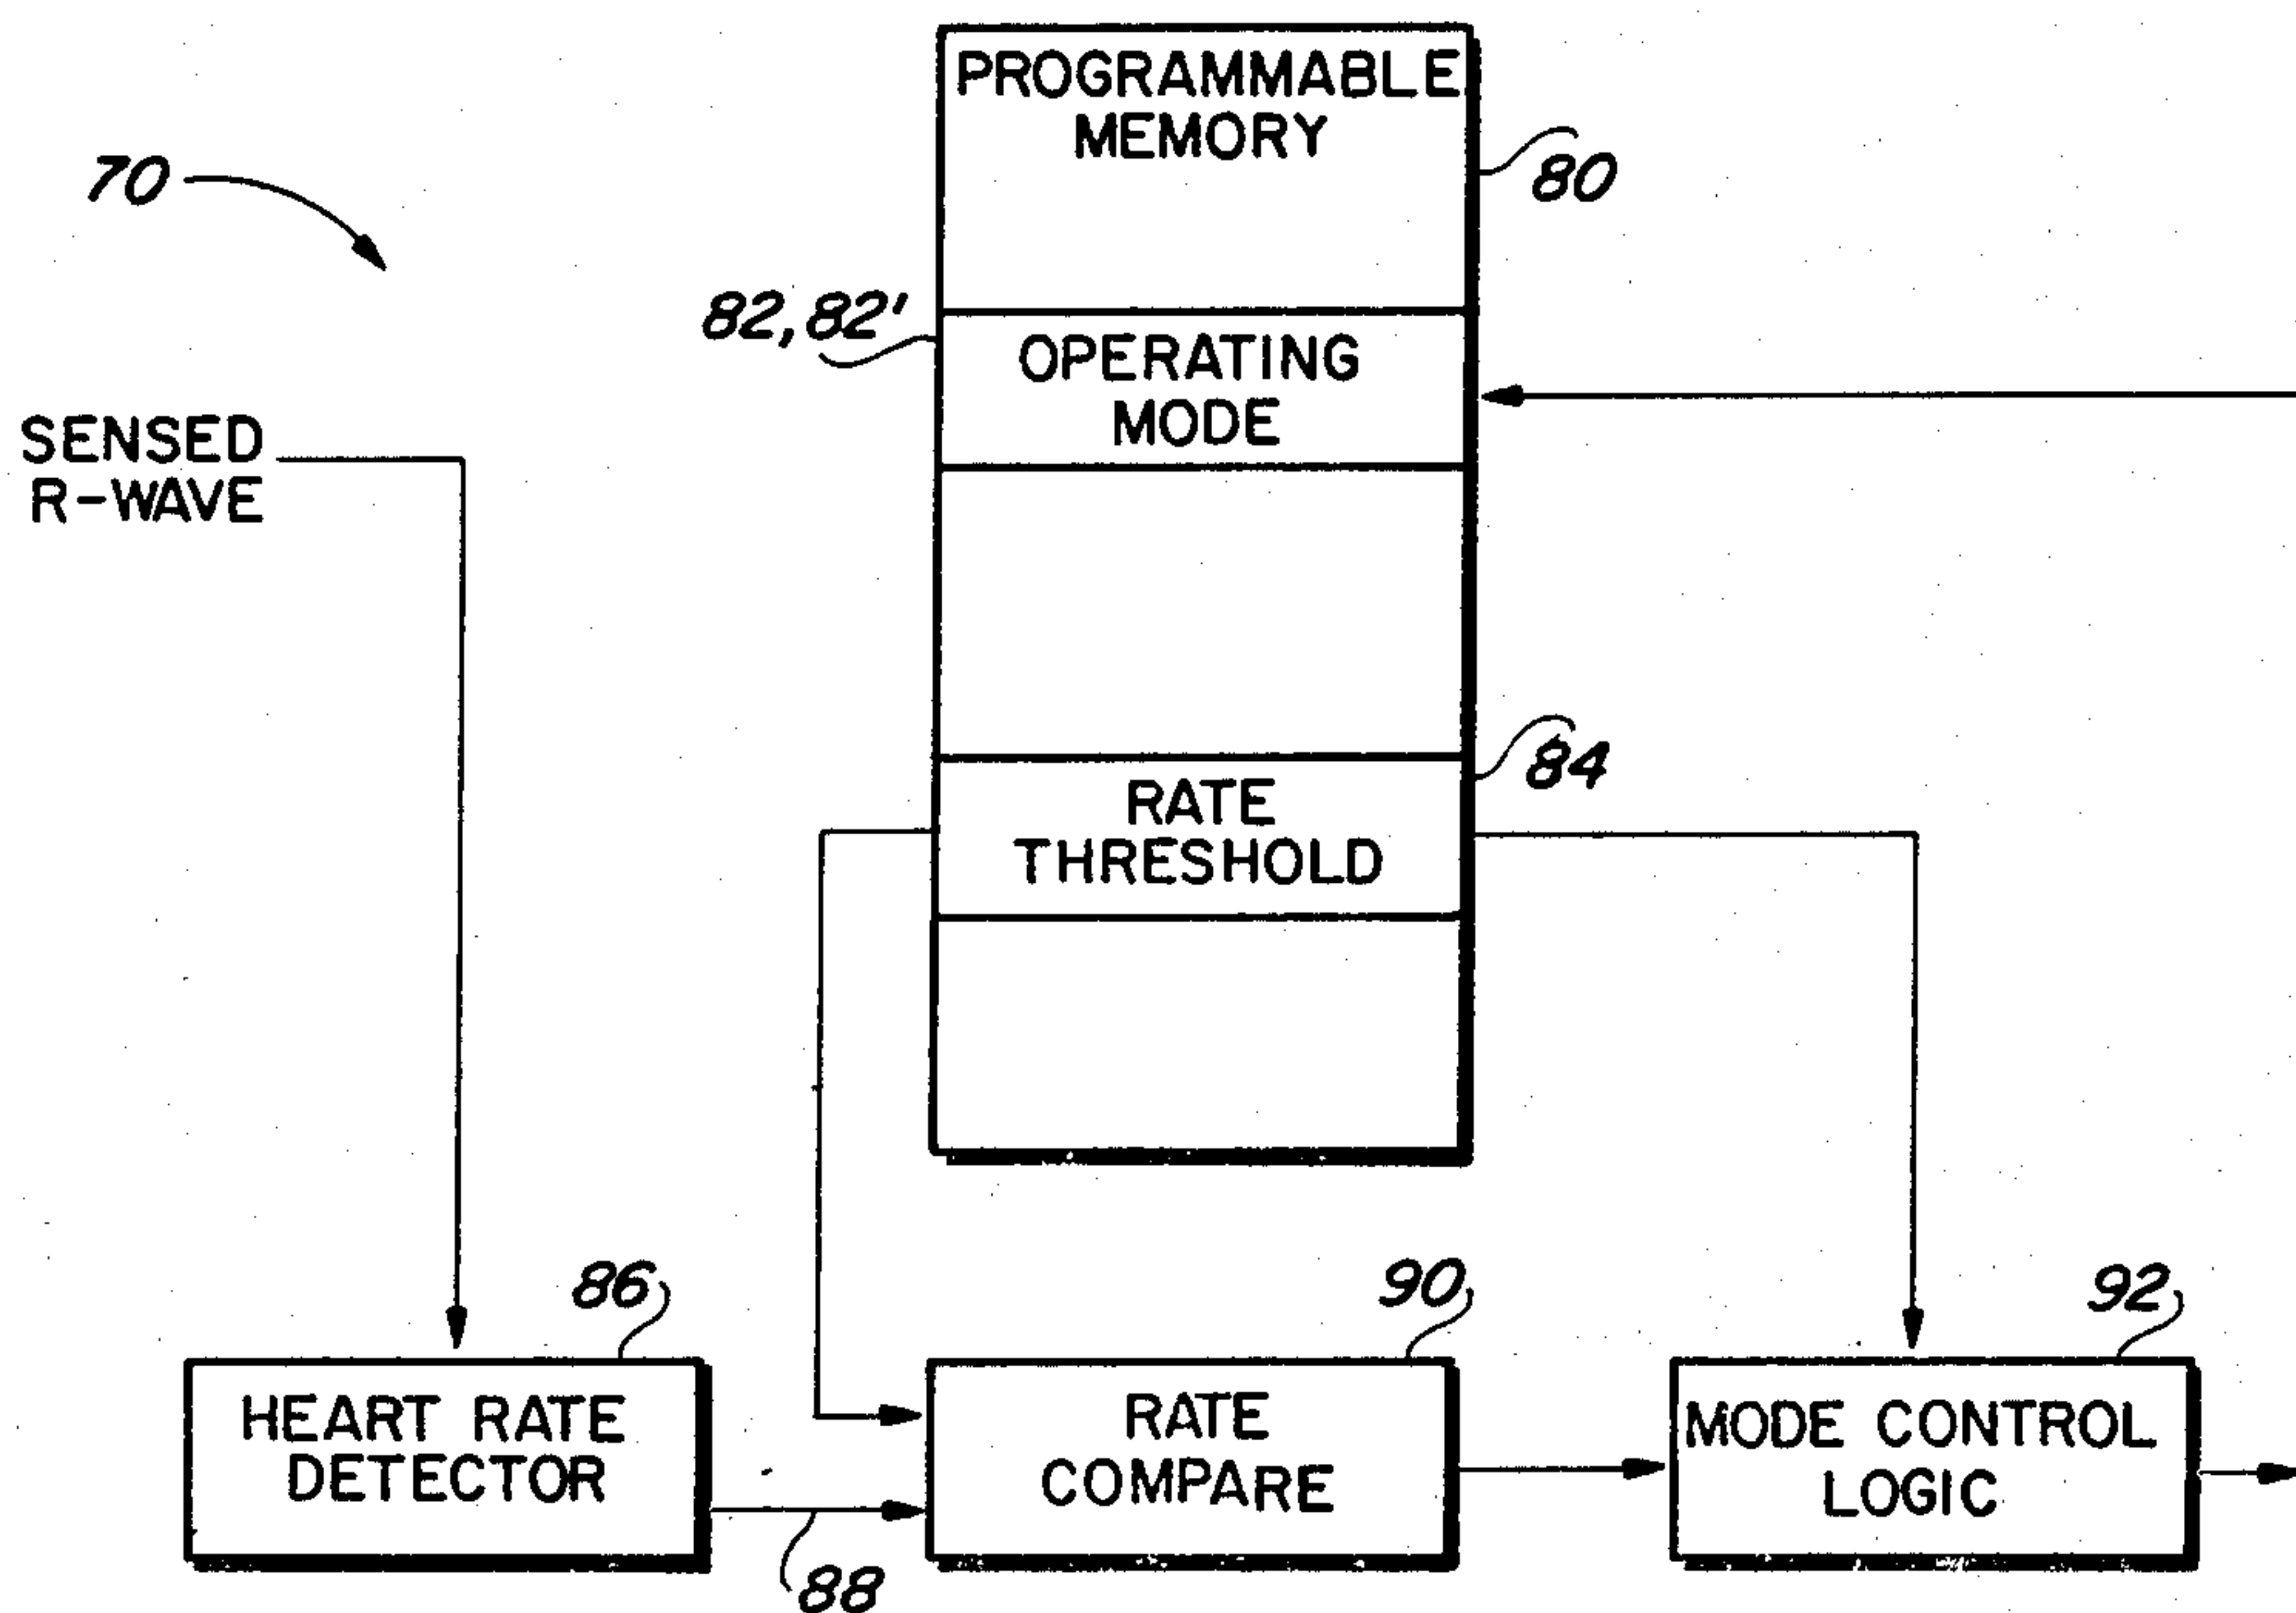 PROGRAMMABLE
MEMORY
70
80
82, 82'
OPERATING
MODE
SENSED
R-WAVE
84
RATE
THRESHOLD
86
90
92
HEART RATE
DETECTOR
RATE
COMPARE
MODE CONTROL
LOGIC
88